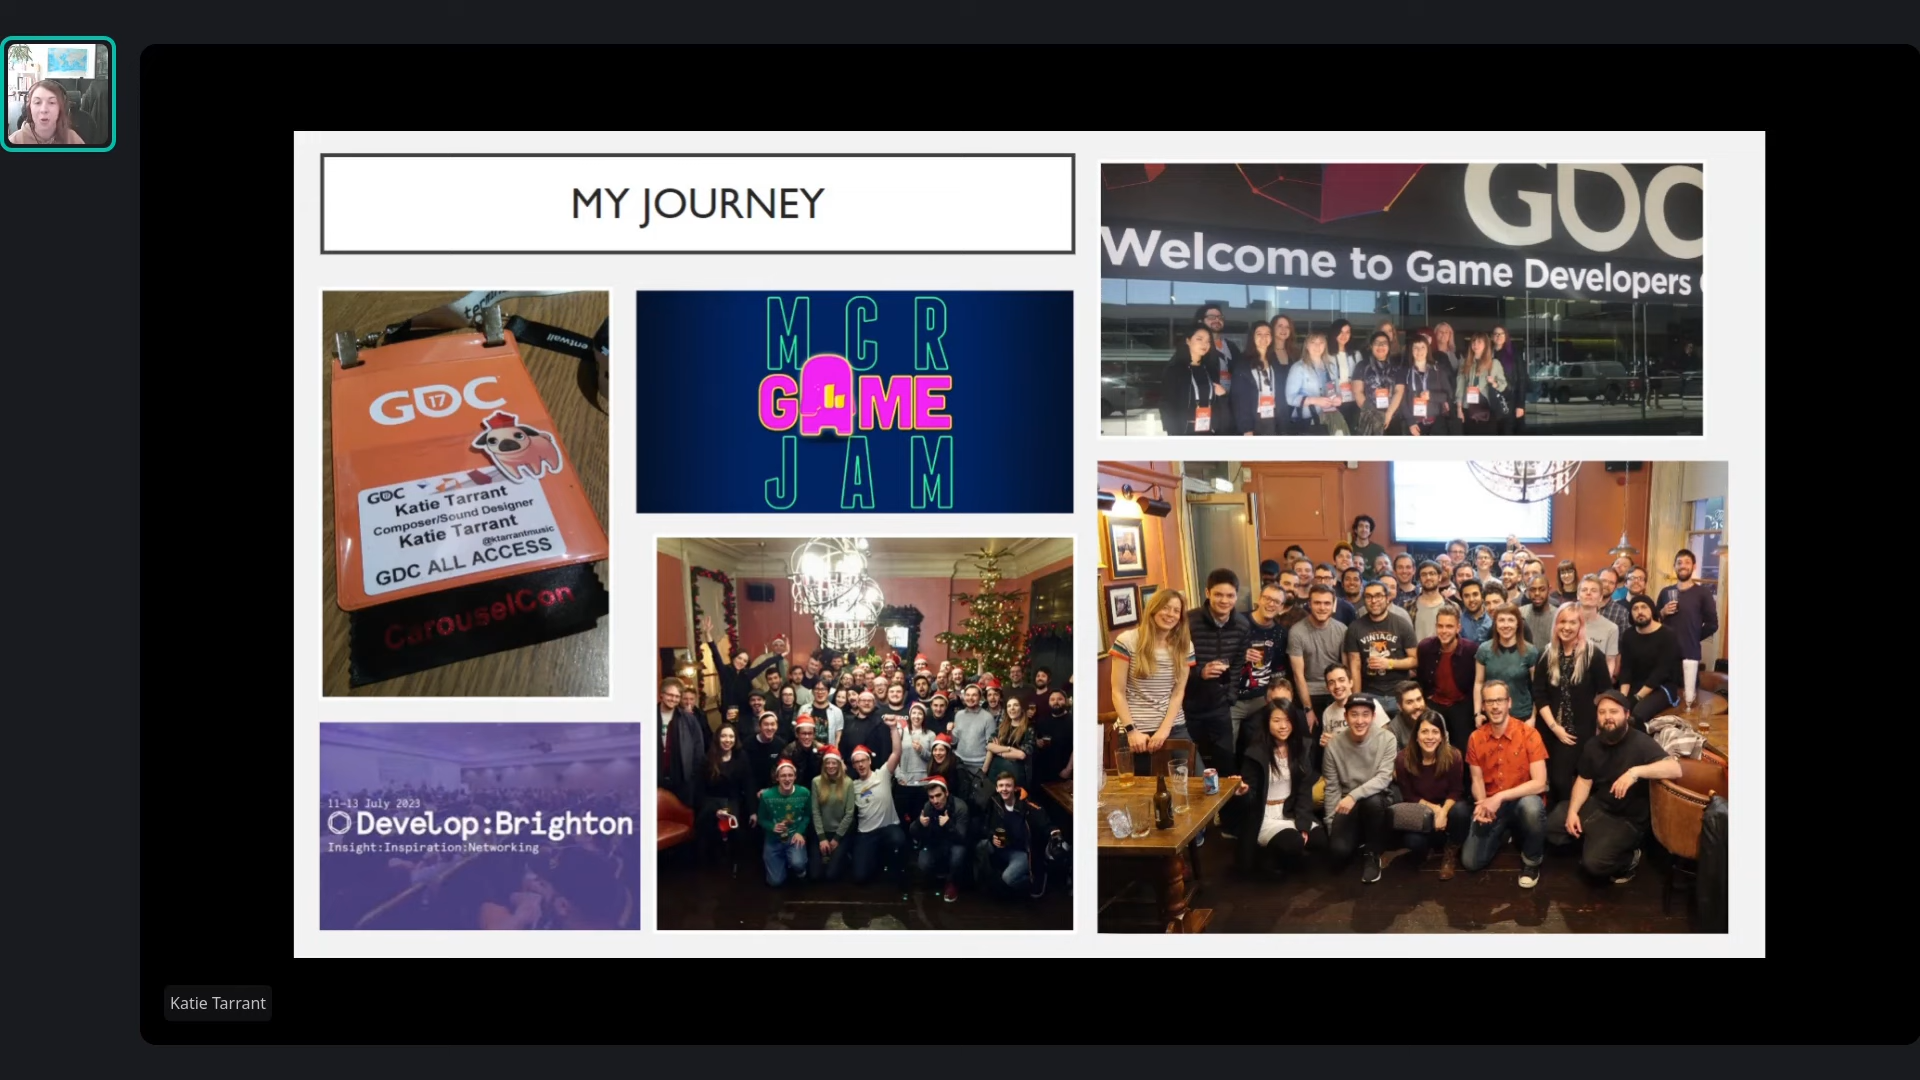 MY JOURNEY
GDC
Welcome to Game Developers
GDC 17
GDC
Katie Tarrant
Composer/Sound Designer
Katie Tarrant
@ktarrantmusic
GDC ALL ACCESS
CarouselCon
entwall
MCR
GAME
JAM
VINTAGE
11-13 July 2023
Develop:Brighton
Insight:Inspiration:Networking
Katie Tarrant